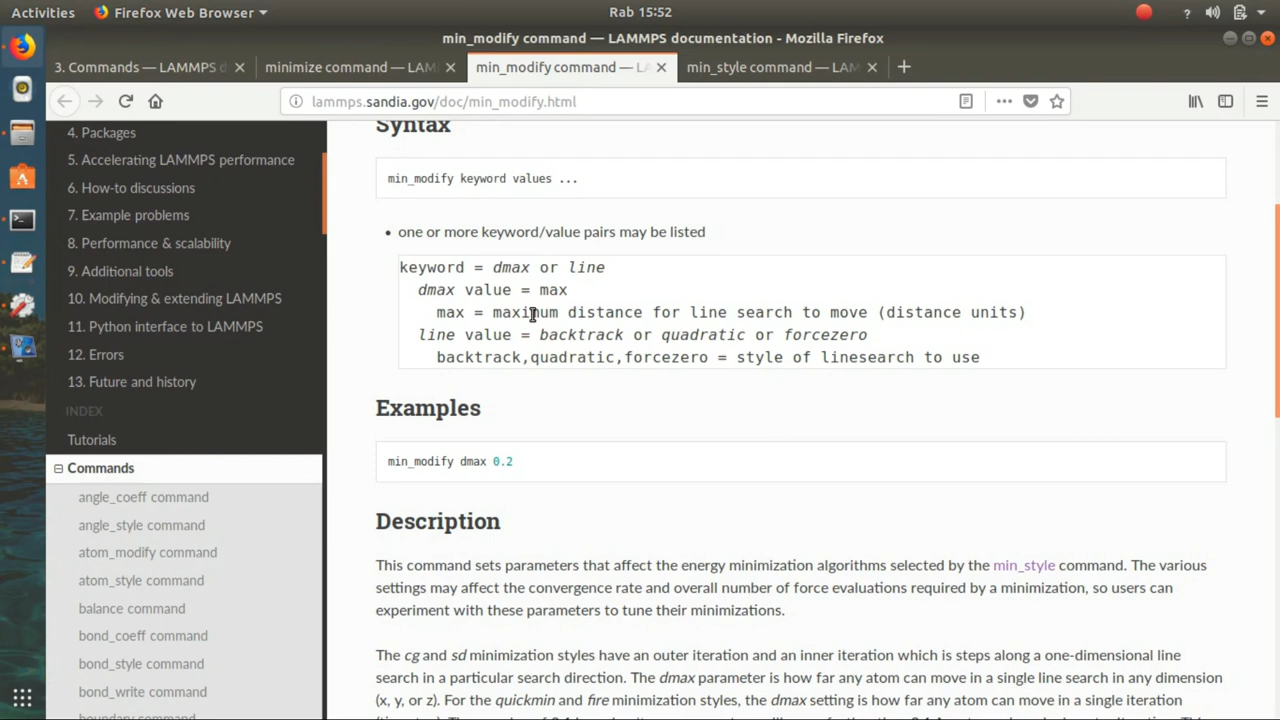 Activities
Firefox Web Browser
Rab 15:52
min_modify command — LAMMPS documentation - Mozilla Firefox
3. Commands — LAMMPS d
minimize command — LAM
min_modify command — LA
min_style command — LAM
lammps.sandia.gov/doc/min_modify.html
4. Packages
5. Accelerating LAMMPS performance
6. How-to discussions
7. Example problems
8. Performance & scalability
9. Additional tools
10. Modifying & extending LAMMPS
11. Python interface to LAMMPS
12. Errors
13. Future and history
INDEX
Tutorials
Commands
angle_coeff command
angle_style command
atom_modify command
atom_style command
balance command
bond_coeff command
bond_style command
bond_write command
boundary command
Syntax
min_modify keyword values ...
• one or more keyword/value pairs may be listed
keyword = dmax or line
dmax value = max
max = maximum distance for line search to move (distance units)
line value = backtrack or quadratic or forcezero
backtrack,quadratic,forcezero = style of linesearch to use
Examples
min_modify dmax 0.2
Description
This command sets parameters that affect the energy minimization algorithms selected by the min_style command. The various
settings may affect the convergence rate and overall number of force evaluations required by a minimization, so users can
experiment with these parameters to tune their minimizations.
The cg and sd minimization styles have an outer iteration and an inner iteration which is steps along a one-dimensional line
search in a particular search direction. The dmax parameter is how far any atom can move in a single line search in any dimension
(x, y, or z). For the quickmin and fire minimization styles, the dmax setting is how far any atom can move in a single iteration